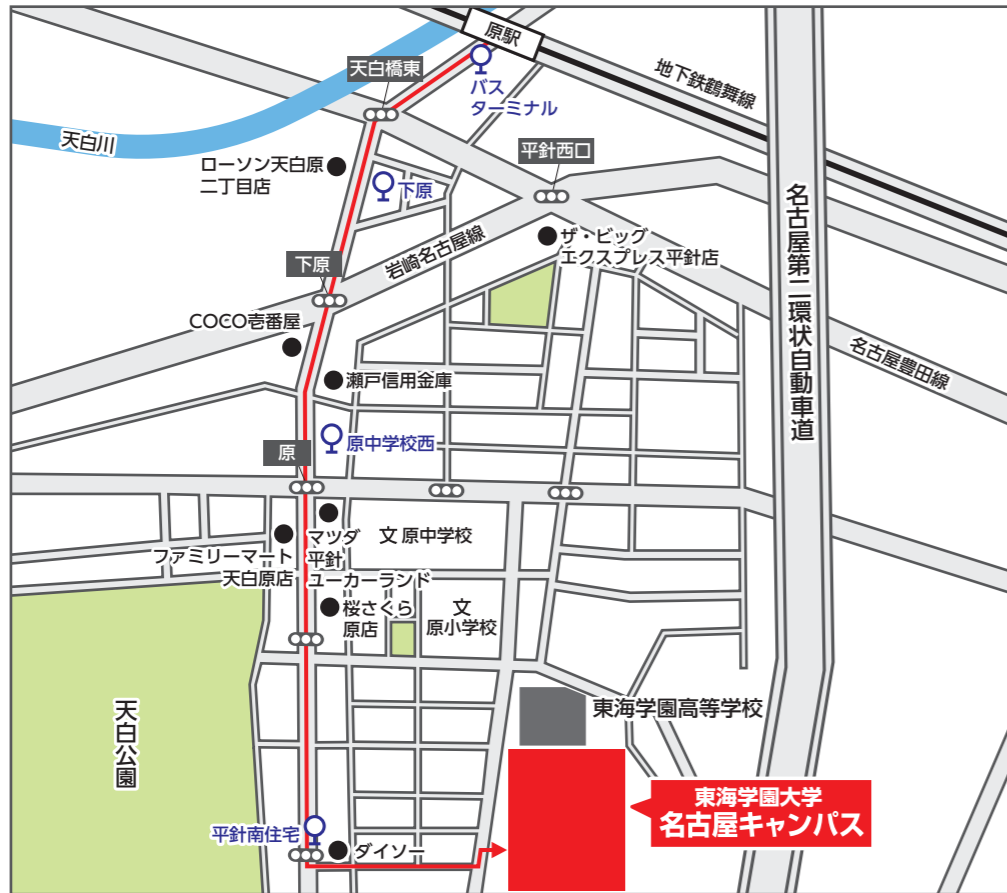 原駅
天白橋東
バス
ターミナル
地下鉄鶴舞線
天白川
ローソン天白原
二丁目店
下原
平針西口
名古屋第二環状自動車道
岩崎名古屋線
ザ・ビッグ
エクスプレス平針店
下原
COCO壱番屋
名古屋豊田線
瀬戸信用金庫
原中学校西
原
マツダ
平針
ユーカーランド
文 原中学校
ファミリーマート
天白原店
桜さくら
原店
文
原小学校
天白公園
東海学園高等学校
東海学園大学
名古屋キャンパス
平針南住宅
ダイソー